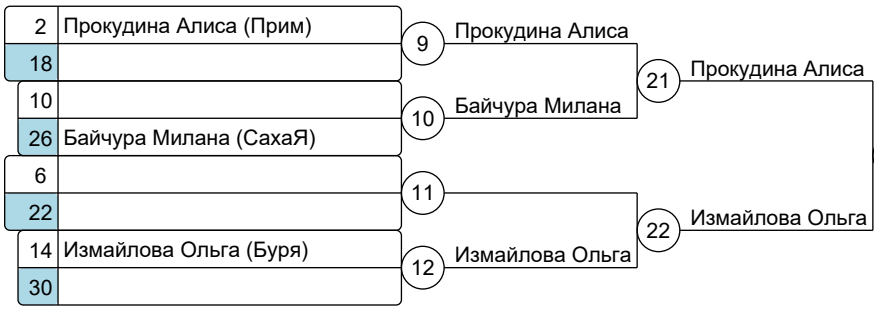 2 Прокудина Алиса (Прим)
18
10
26 Байчура Милана (СахаЯ)
6
22
14 Измайлова Ольга (Буря)
30
9 Прокудина Алиса
10 Байчура Милана
11
12 Измайлова Ольга
21 Прокудина Алиса
22 Измайлова Ольга